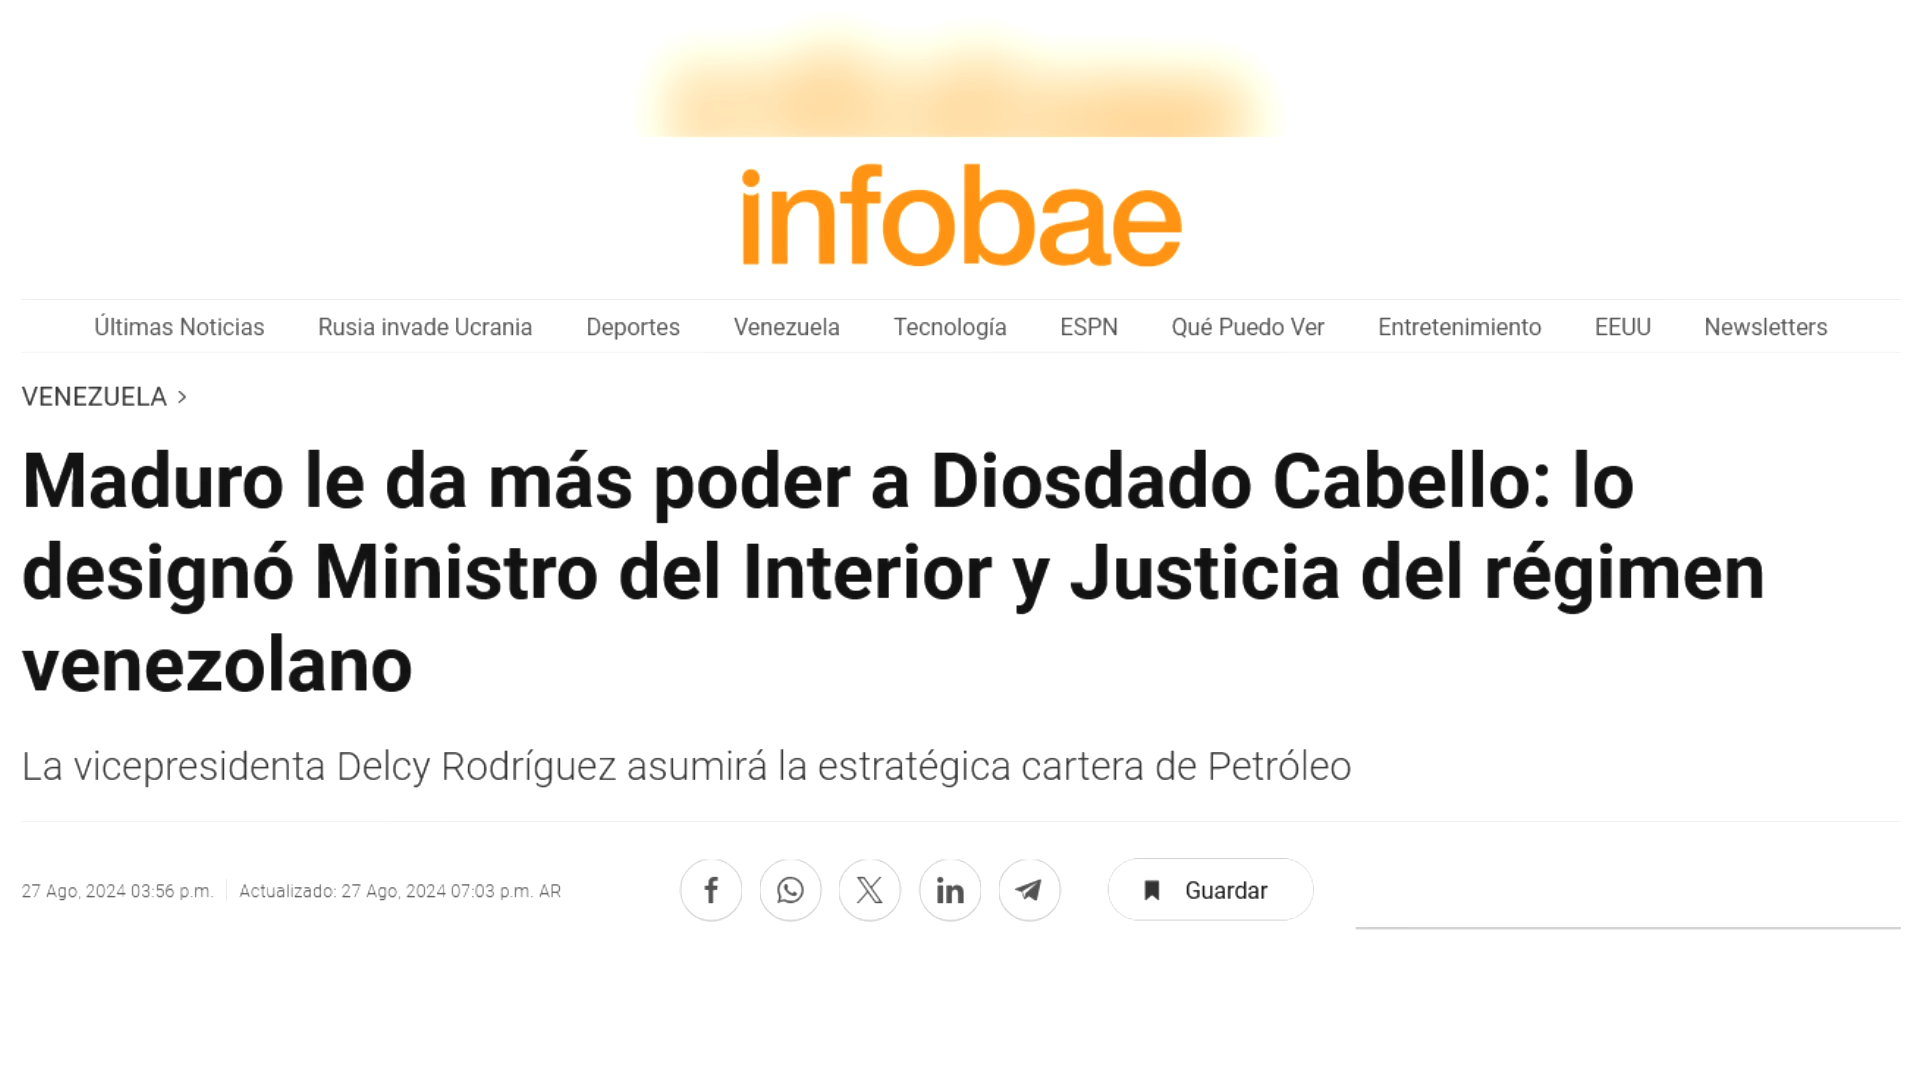 infobae
Últimas Noticias Rusia invade Ucrania Deportes Venezuela Tecnología ESPN Qué Puedo Ver Entretenimiento EEUU Newsletters
VENEZUELA >
Maduro le da más poder a Diosdado Cabello: lo
designó Ministro del Interior y Justicia del régimen
venezolano
La vicepresidenta Delcy Rodríguez asumirá la estratégica cartera de Petróleo
27 Ago, 2024 03:56 p.m. Actualizado: 27 Ago, 2024 07:03 p.m. AR Guardar